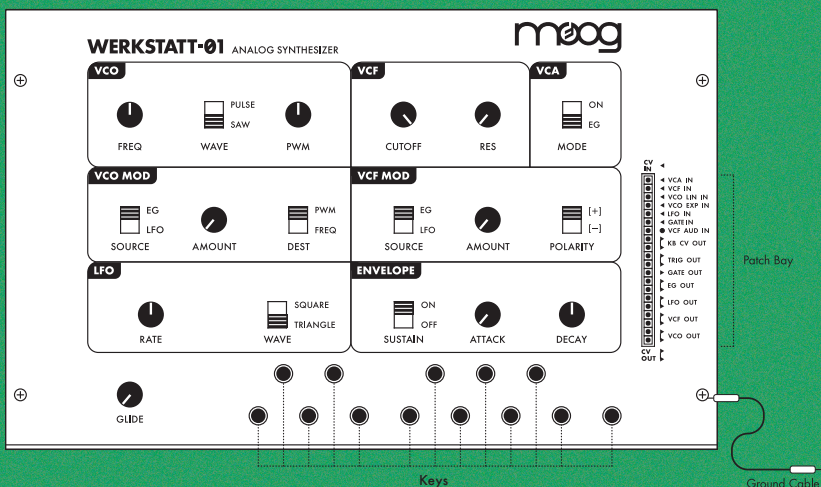 moog
WERKSTATT-01 ANALOG SYNTHESIZER
VCO
VCF
VCA
PULSE
SAW
ON
EG
FREQ
WAVE
PWM
CUTOFF
RES
MODE
VCO MOD
VCF MOD
EG
LFO
PWM
FREQ
EG
LFO
[+]
[–]
SOURCE
AMOUNT
DEST
SOURCE
AMOUNT
POLARITY
LFO
ENVELOPE
SQUARE
TRIANGLE
ON
OFF
RATE
WAVE
SUSTAIN
ATTACK
DECAY
GLIDE
CV
IN
VCA IN
VCF IN
VCO LIN IN
VCO EXP IN
LFO IN
GATE IN
VCF AUD IN
KB CV OUT
TRIG OUT
GATE OUT
EG OUT
LFO OUT
VCF OUT
VCO OUT
CV
OUT
Patch Bay
Keys
Ground Cable